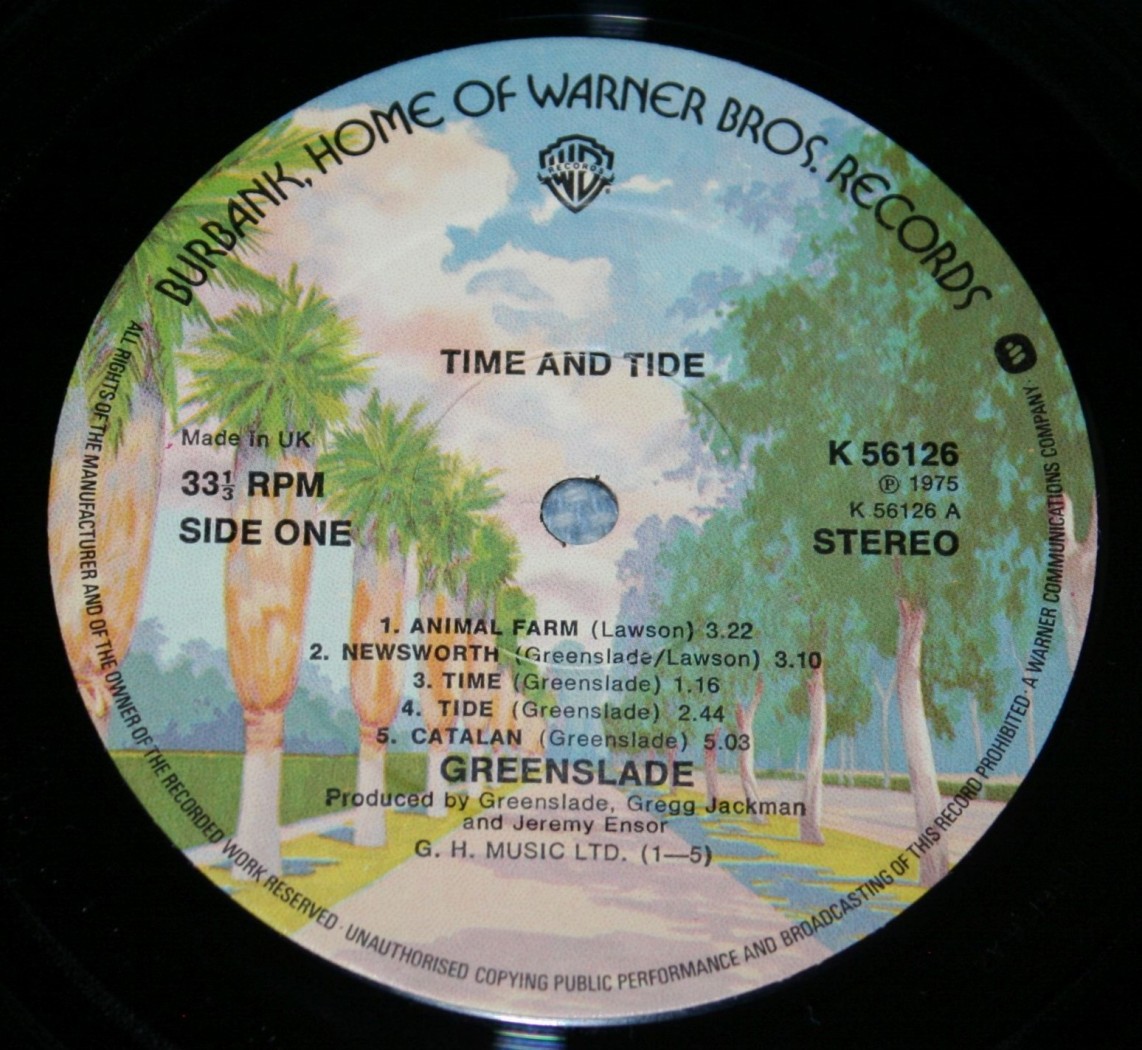 BURBANK, HOME OF WARNER BROS. RECORDS
RECORDS
TIME AND TIDE
Made in UK
33⅓ RPM
SIDE ONE
K 56126
Ⓟ 1975
K 56126 A
STEREO
1. ANIMAL FARM (Lawson) 3.22
2. NEWSWORTH (Greenslade/Lawson) 3.10
3. TIME (Greenslade) 1.16
4. TIDE (Greenslade) 2.44
5. CATALAN (Greenslade) 5.03
GREENSLADE
Produced by Greenslade, Gregg Jackman
and Jeremy Ensor
G. H. MUSIC LTD. (1—5)
ALL RIGHTS OF THE MANUFACTURER AND OF THE OWNER OF THE RECORDED WORK RESERVED · UNAUTHORISED COPYING PUBLIC PERFORMANCE AND BROADCASTING OF THIS RECORD PROHIBITED · A WARNER COMMUNICATIONS COMPANY ·